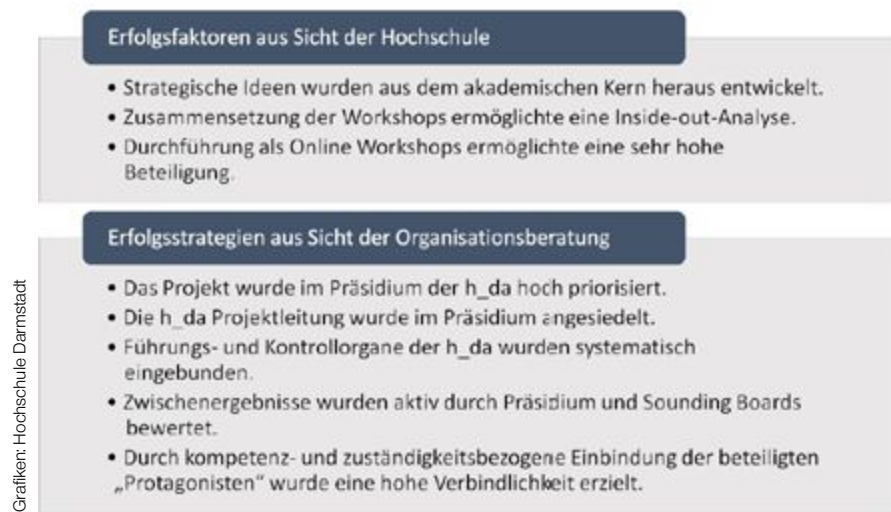 Erfolgsfaktoren aus Sicht der Hochschule
• Strategische Ideen wurden aus dem akademischen Kern heraus entwickelt.
• Zusammensetzung der Workshops ermöglichte eine Inside-out-Analyse.
• Durchführung als Online Workshops ermöglichte eine sehr hohe
Beteiligung.
Erfolgsstrategien aus Sicht der Organisationsberatung
• Das Projekt wurde im Präsidium der h_da hoch priorisiert.
• Die h_da Projektleitung wurde im Präsidium angesiedelt.
• Führungs- und Kontrollorgane der h_da wurden systematisch
eingebunden.
• Zwischenergebnisse wurden aktiv durch Präsidium und Sounding Boards
bewertet.
• Durch kompetenz- und zuständigkeitsbezogene Einbindung der beteiligten
„Protagonisten“ wurde eine hohe Verbindlichkeit erzielt.
Grafiken: Hochschule Darmstadt